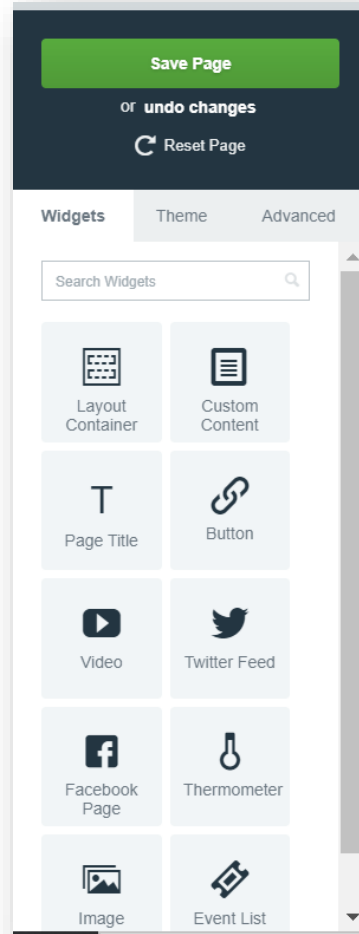 Save Page
or undo changes
Reset Page
Widgets Theme Advanced
Search Widgets
Layout Container
Custom Content
Page Title
Button
Video
Twitter Feed
Facebook Page
Thermometer
Image
Event List